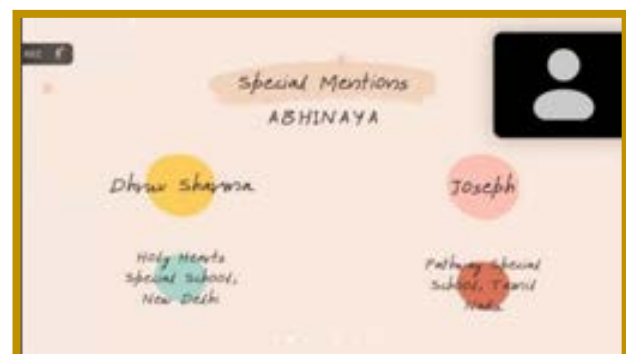 Special Mentions
ABHINAYA
Dhruv Sharma
Joseph
Holy Hearts
Special School,
New Delhi
Pathway Special
School, Tamil
Nadu